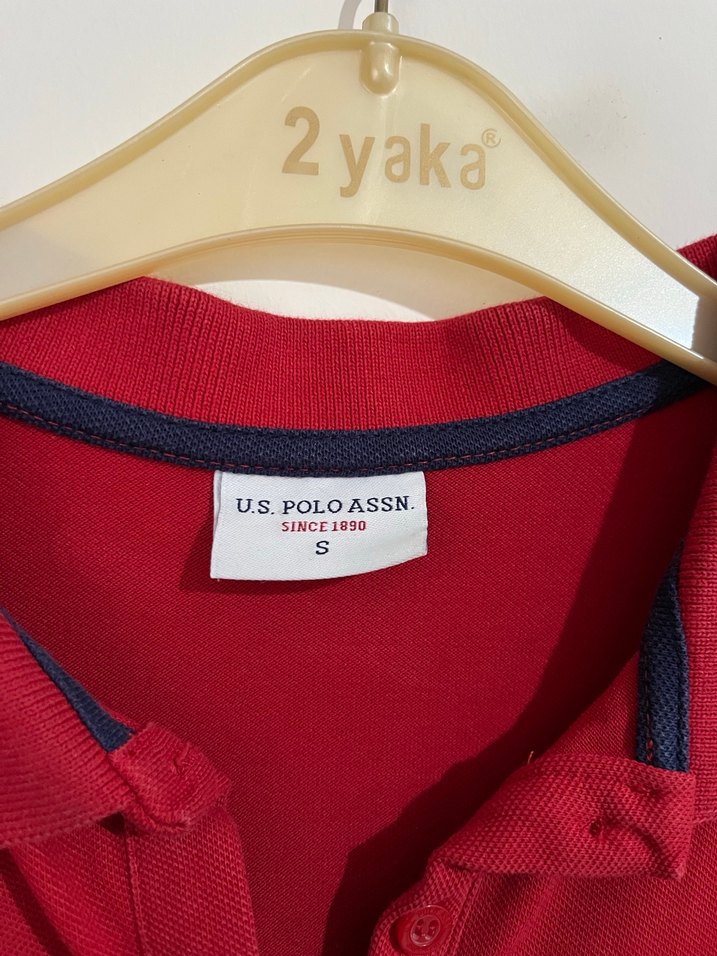 2 yaka®
U.S. POLO ASSN.
SINCE 1890
S